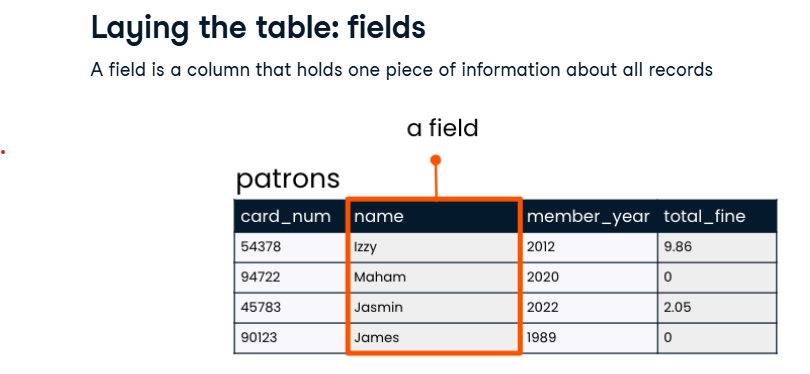 Laying the table: fields
A field is a column that holds one piece of information about all records
a field
patrons
card_num name member_year total_fine
54378 Izzy 2012 9.86
94722 Maham 2020 0
45783 Jasmin 2022 2.05
90123 James 1989 0